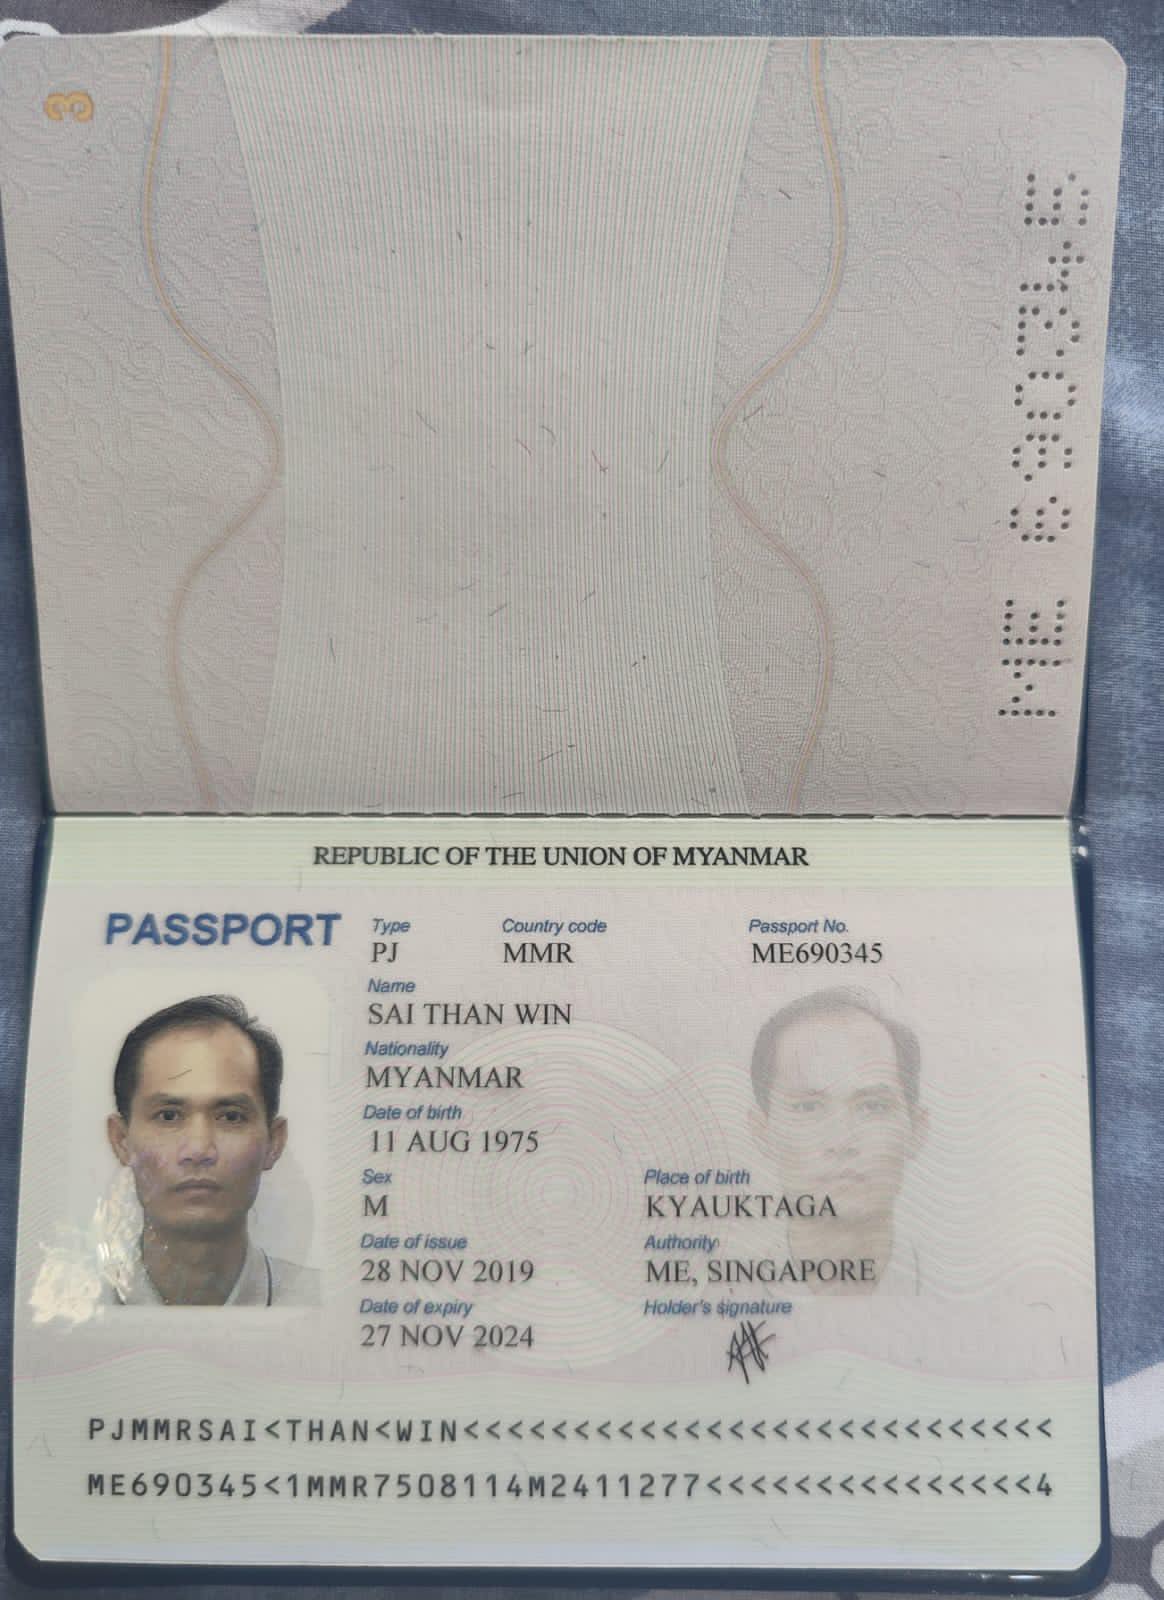 3
ME 690345
REPUBLIC OF THE UNION OF MYANMAR
PASSPORT
Type Country code Passport No.
PJ MMR ME690345
Name
SAI THAN WIN
Nationality
MYANMAR
Date of birth
11 AUG 1975
Sex Place of birth
M KYAUKTAGA
Date of issue Authority
28 NOV 2019 ME, SINGAPORE
Date of expiry Holder's signature
27 NOV 2024
PJMMRSAI<THAN<WIN<<<<<<<<<<<<<<<<<<<<<<<<<<<
ME690345<1MMR7508114M2411277<<<<<<<<<<<<<<<4